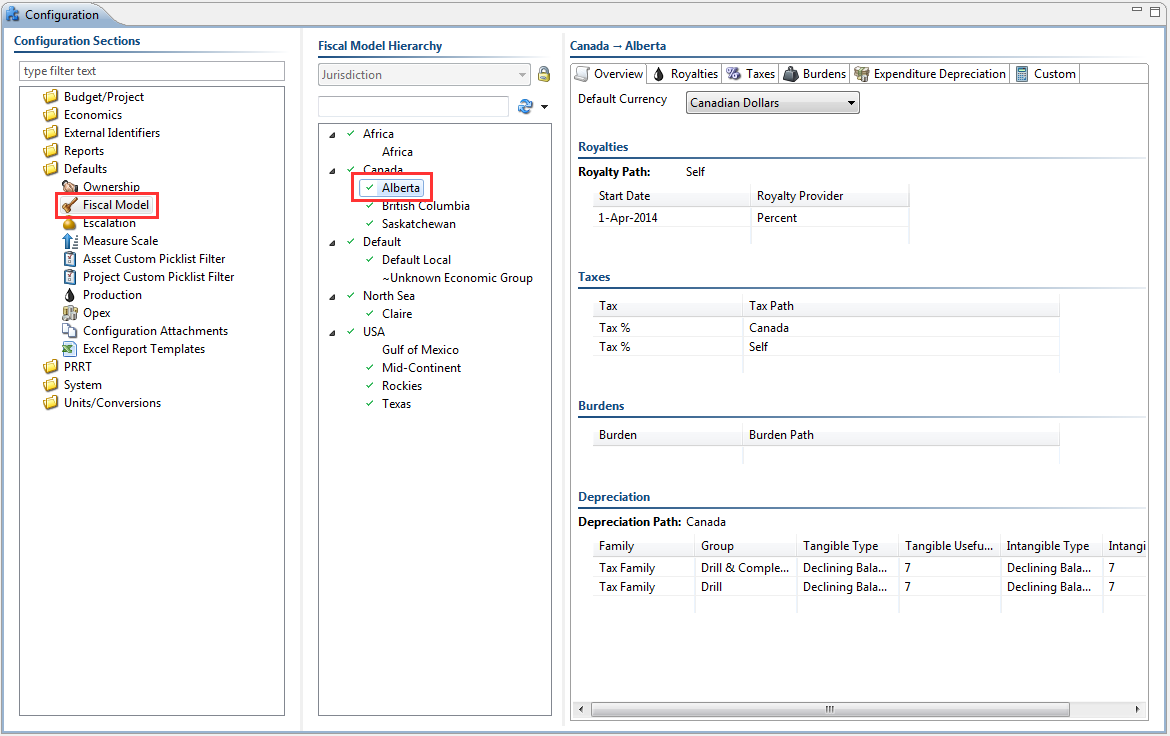 Configuration
Configuration Sections
type filter text
Budget/Project
Economics
External Identifiers
Reports
Defaults
Ownership
Fiscal Model
Escalation
Measure Scale
Asset Custom Picklist Filter
Project Custom Picklist Filter
Production
Opex
Configuration Attachments
Excel Report Templates
PRRT
System
Units/Conversions
Fiscal Model Hierarchy
Jurisdiction
Africa
Africa
Canada
Alberta
British Columbia
Saskatchewan
Default
Default Local
~Unknown Economic Group
North Sea
Claire
USA
Gulf of Mexico
Mid-Continent
Rockies
Texas
Canada → Alberta
Overview Royalties Taxes Burdens Expenditure Depreciation Custom
Default Currency Canadian Dollars
Royalties
Royalty Path: Self
Start Date Royalty Provider
1-Apr-2014 Percent
Taxes
Tax Tax Path
Tax % Canada
Tax % Self
Burdens
Burden Burden Path
Depreciation
Depreciation Path: Canada
Family Group Tangible Type Tangible Usefu... Intangible Type Intangi
Tax Family Drill & Comple... Declining Bala... 7 Declining Bala... 7
Tax Family Drill Declining Bala... 7 Declining Bala... 7